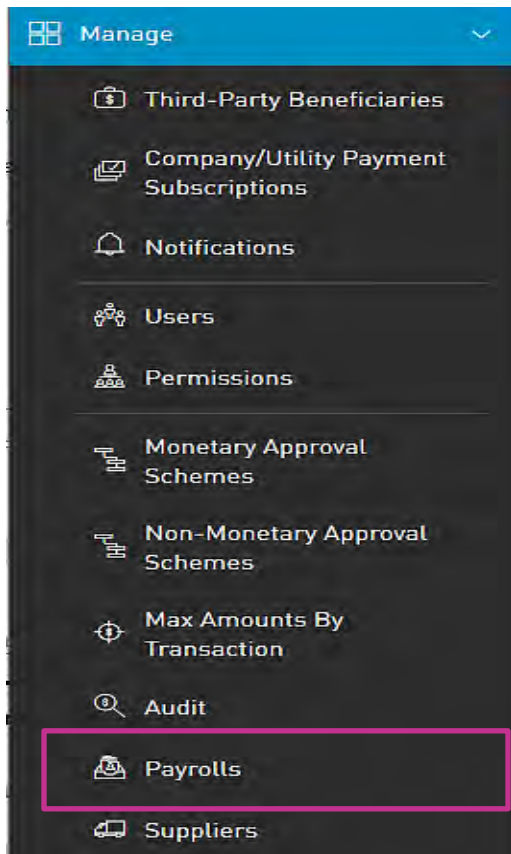 Manage
Third-Party Beneficiaries
Company/Utility Payment
Subscriptions
Notifications
Users
Permissions
Monetary Approval
Schemes
Non-Monetary Approval
Schemes
Max Amounts By
Transaction
Audit
Payrolls
Suppliers